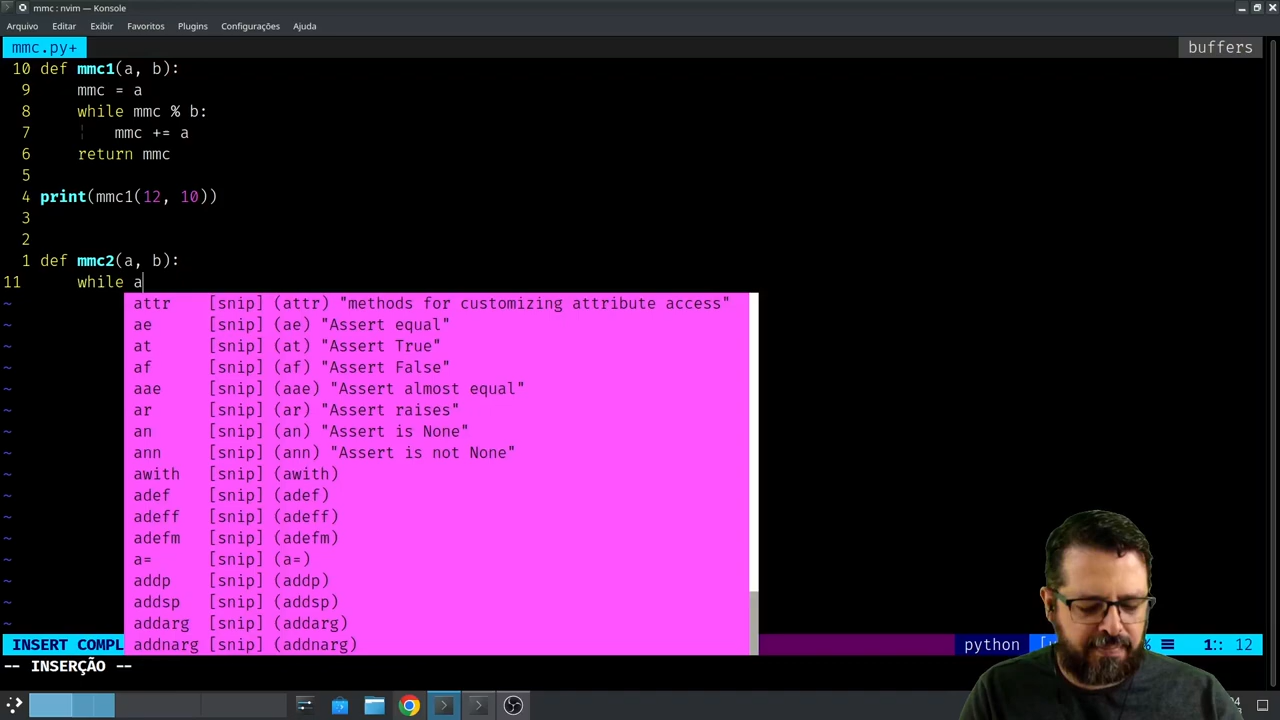 mmc : nvim — Konsole
Arquivo Editar Exibir Favoritos Plugins Configurações Ajuda
mmc.py+ buffers
10 def mmc1(a, b):
9 mmc = a
8 while mmc % b:
7 ¦ mmc += a
6 return mmc
5
4 print(mmc1(12, 10))
3
2
1 def mmc2(a, b):
11 while a
~ attr [snip] (attr) "methods for customizing attribute access"
~ ae [snip] (ae) "Assert equal"
~ at [snip] (at) "Assert True"
~ af [snip] (af) "Assert False"
~ aae [snip] (aae) "Assert almost equal"
~ ar [snip] (ar) "Assert raises"
~ an [snip] (an) "Assert is None"
~ ann [snip] (ann) "Assert is not None"
~ awith [snip] (awith)
~ adef [snip] (adef)
~ adeff [snip] (adeff)
~ adefm [snip] (adefm)
~ a= [snip] (a=)
~ addp [snip] (addp)
~ addsp [snip] (addsp)
~ addarg [snip] (addarg)
INSERT COMPL addnarg [snip] (addnarg) python % ☰ 1:: 12
-- INSERÇÃO --